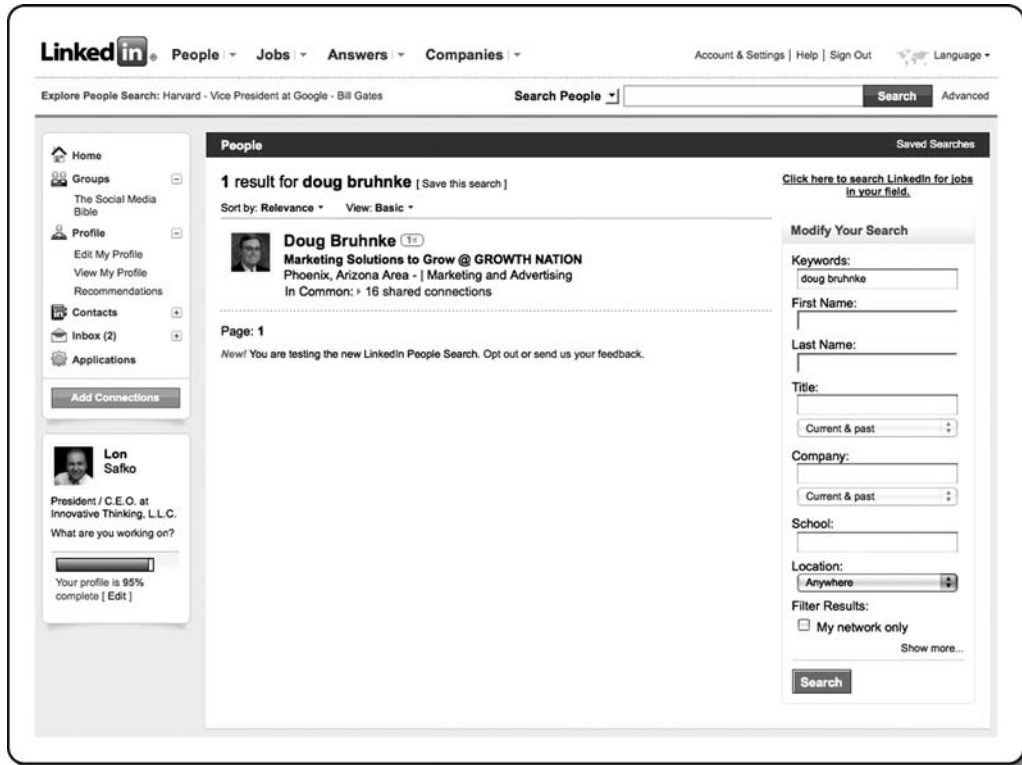 Linked in ® People Jobs Answers Companies Account & Settings | Help | Sign Out Language
Explore People Search: Harvard - Vice President at Google - Bill Gates Search People Search Advanced
Home
Groups
The Social Media
Bible
Profile
Edit My Profile
View My Profile
Recommendations
Contacts
Inbox (2)
Applications
Add Connections
Lon
Safko
President / C.E.O. at
Innovative Thinking, L.L.C.
What are you working on?
Your profile is 95%
complete [ Edit ]
People Saved Searches
1 result for doug bruhnke [ Save this search ]
Sort by: Relevance View: Basic
Doug Bruhnke 1st
Marketing Solutions to Grow @ GROWTH NATION
Phoenix, Arizona Area - | Marketing and Advertising
In Common: 16 shared connections
Page: 1
New! You are testing the new LinkedIn People Search. Opt out or send us your feedback.
Click here to search LinkedIn for jobs
in your field.
Modify Your Search
Keywords:
doug bruhnke
First Name:
Last Name:
Title:
Current & past
Company:
Current & past
School:
Location:
Anywhere
Filter Results:
My network only
Show more...
Search